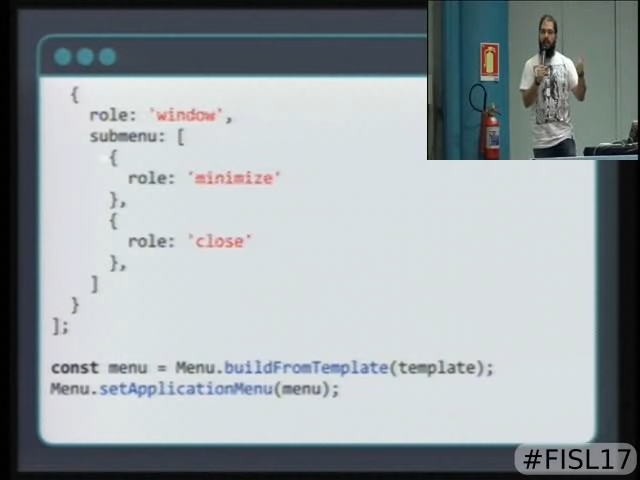 {
role: 'window',
submenu: [
{
role: 'minimize'
},
{
role: 'close'
},
]
}
];
const menu = Menu.buildFromTemplate(template);
Menu.setApplicationMenu(menu);
#FISL17